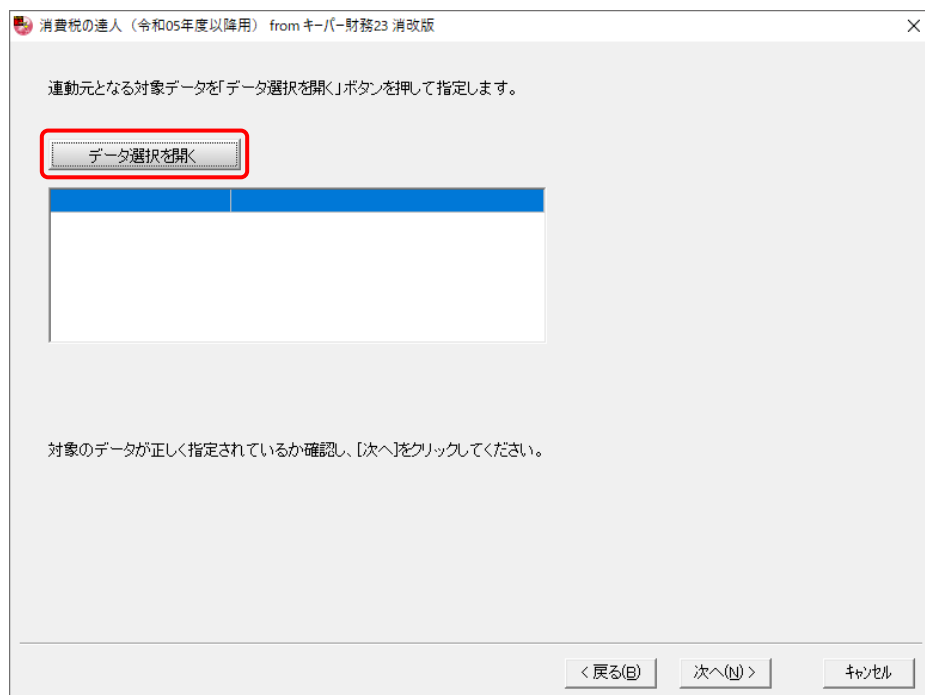 消費税の達人（令和05年度以降用） from キーパー財務23 消改版
連動元となる対象データを「データ選択を開く」ボタンを押して指定します。
データ選択を開く
対象のデータが正しく指定されているか確認し、[次へ]をクリックしてください。
< 戻る(B)
次へ(N) >
キャンセル